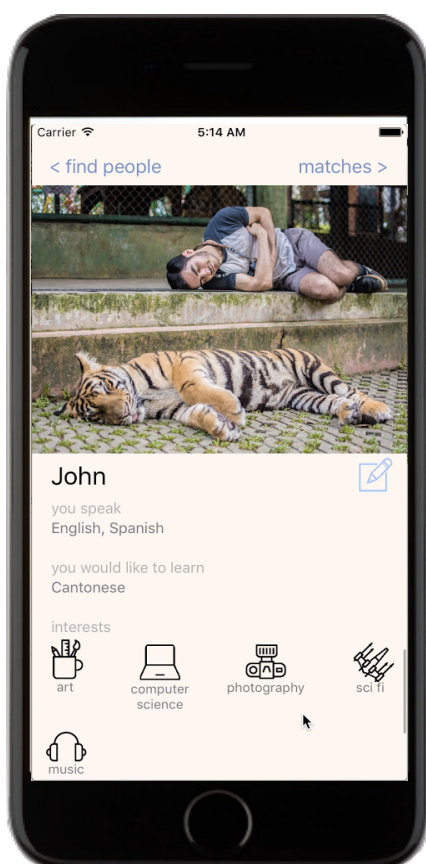 Carrier 5:14 AM
< find people matches >
John
you speak
English, Spanish
you would like to learn
Cantonese
interests
art computer science photography sci fi
music